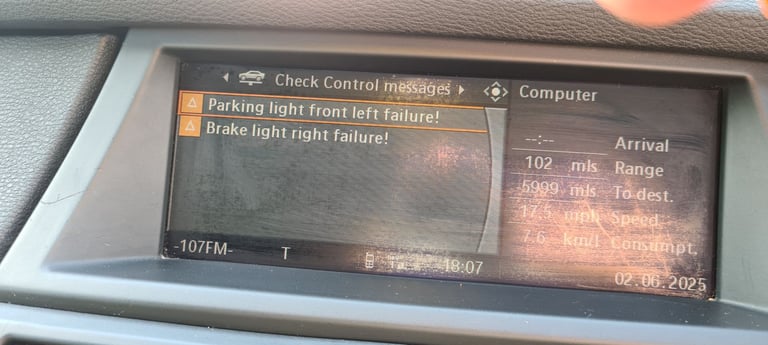 Check Control messages
Parking light front left failure!
Brake light right failure!
-107FM-
T
18:07
Computer
--:-- Arrival
102 mls Range
5999 mls To dest.
17.5 mph Speed
7.6 km/l Consumpt.
02.06.2025